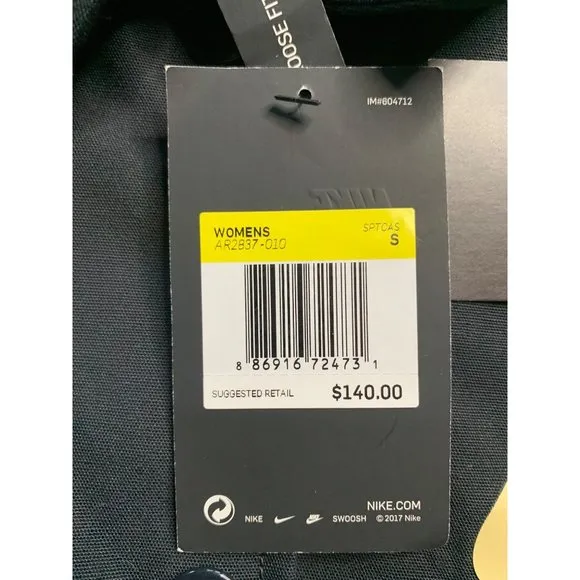 OOSE FIT
IM#604712
WOMENS
SPTCAS
AR2837-010
S
8 86916 72473 1
SUGGESTED RETAIL $140.00
NIKE.COM
NIKE SWOOSH © 2017 Nike